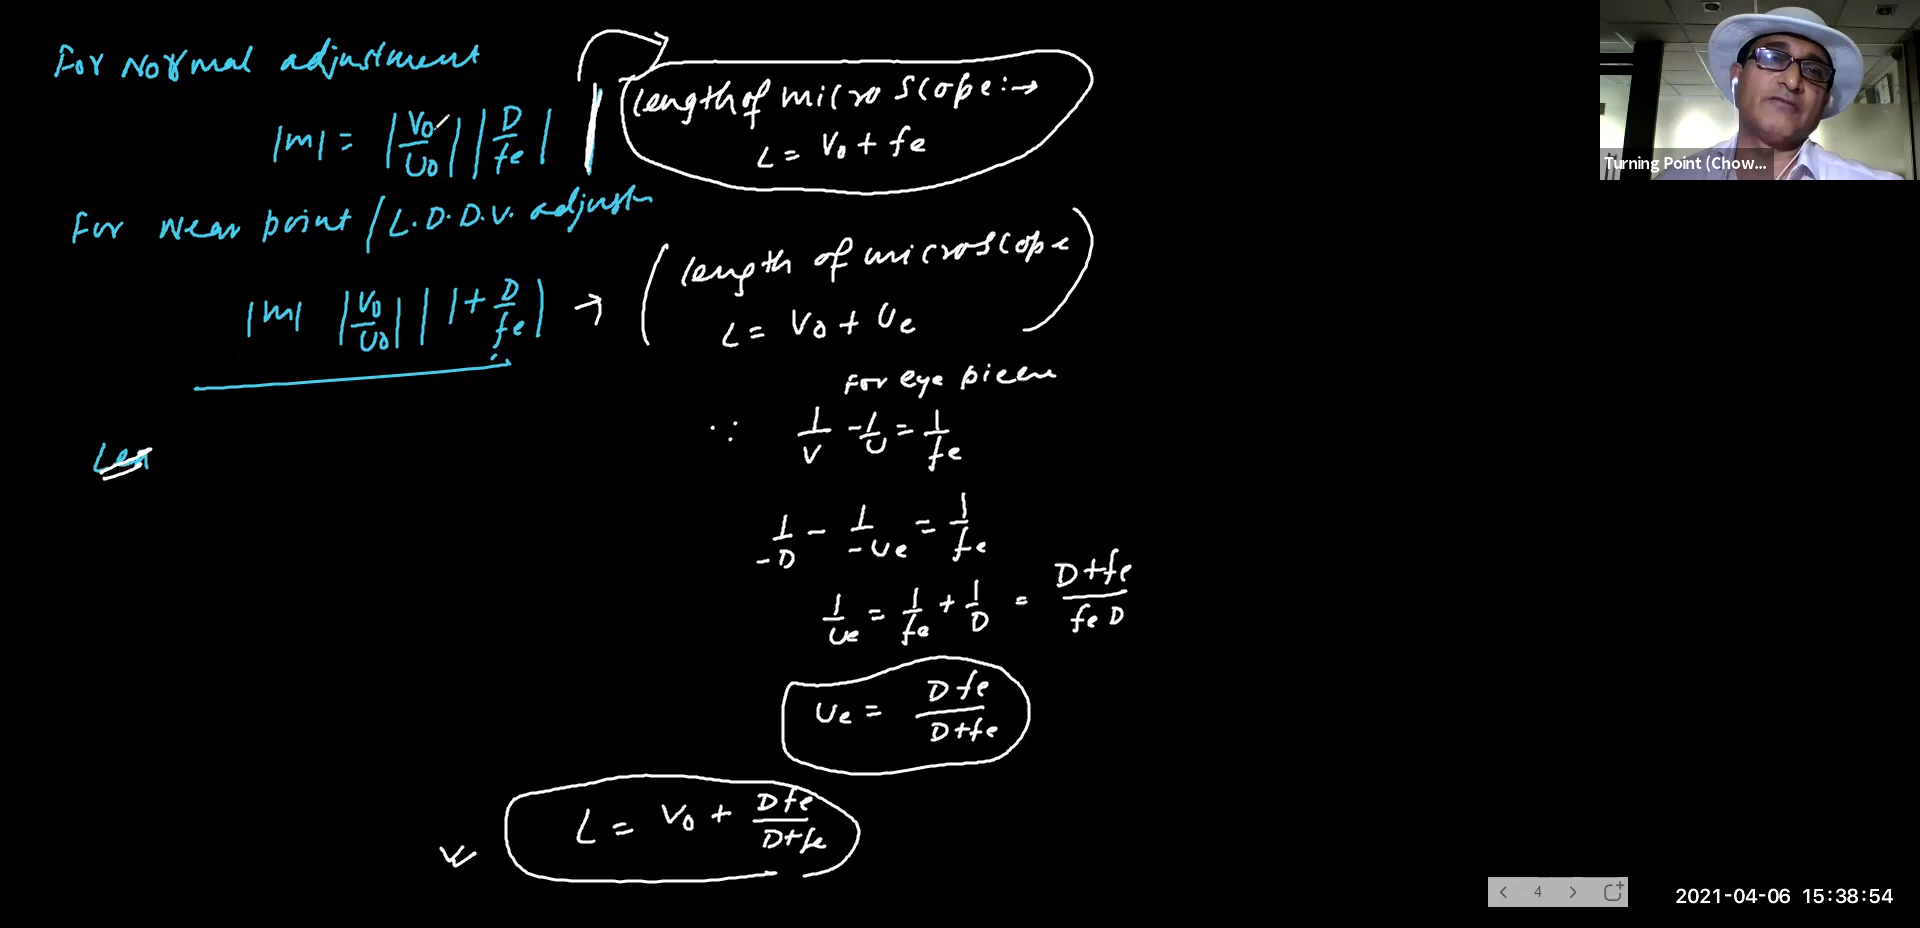 For Normal adjustment
|m| = |V₀/U₀| |D/fe|
length of microscope :→
L = V₀ + fe
For Near point / L.D.D.V. adjustm
|m| |V₀/U₀| |1 + D/fe| →
length of microscope
L = V₀ + Ue
For eye piece
∵ 1/V - 1/U = 1/fe
1/-D - 1/-Ue = 1/fe
1/Ue = 1/fe + 1/D = D+fe/fe D
Ue = D fe/D+fe
L = V₀ + D fe/D+fe
Len
Turning Point (Chow...
4
2021-04-06 15:38:54